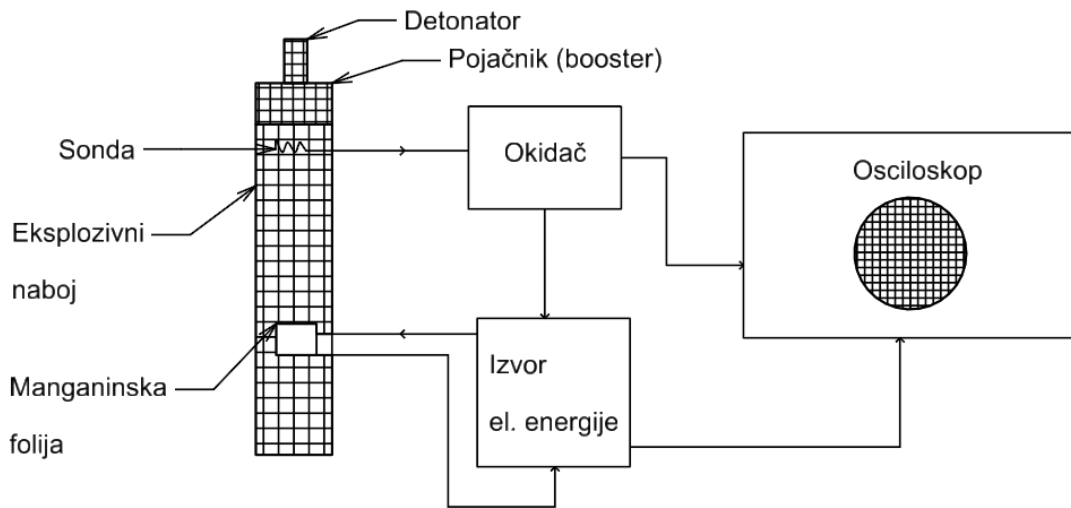 Detonator
Pojačnik (booster)
Sonda
Okidač
Osciloskop
Eksplozivni
naboj
Izvor
el. energije
Manganinska
folija